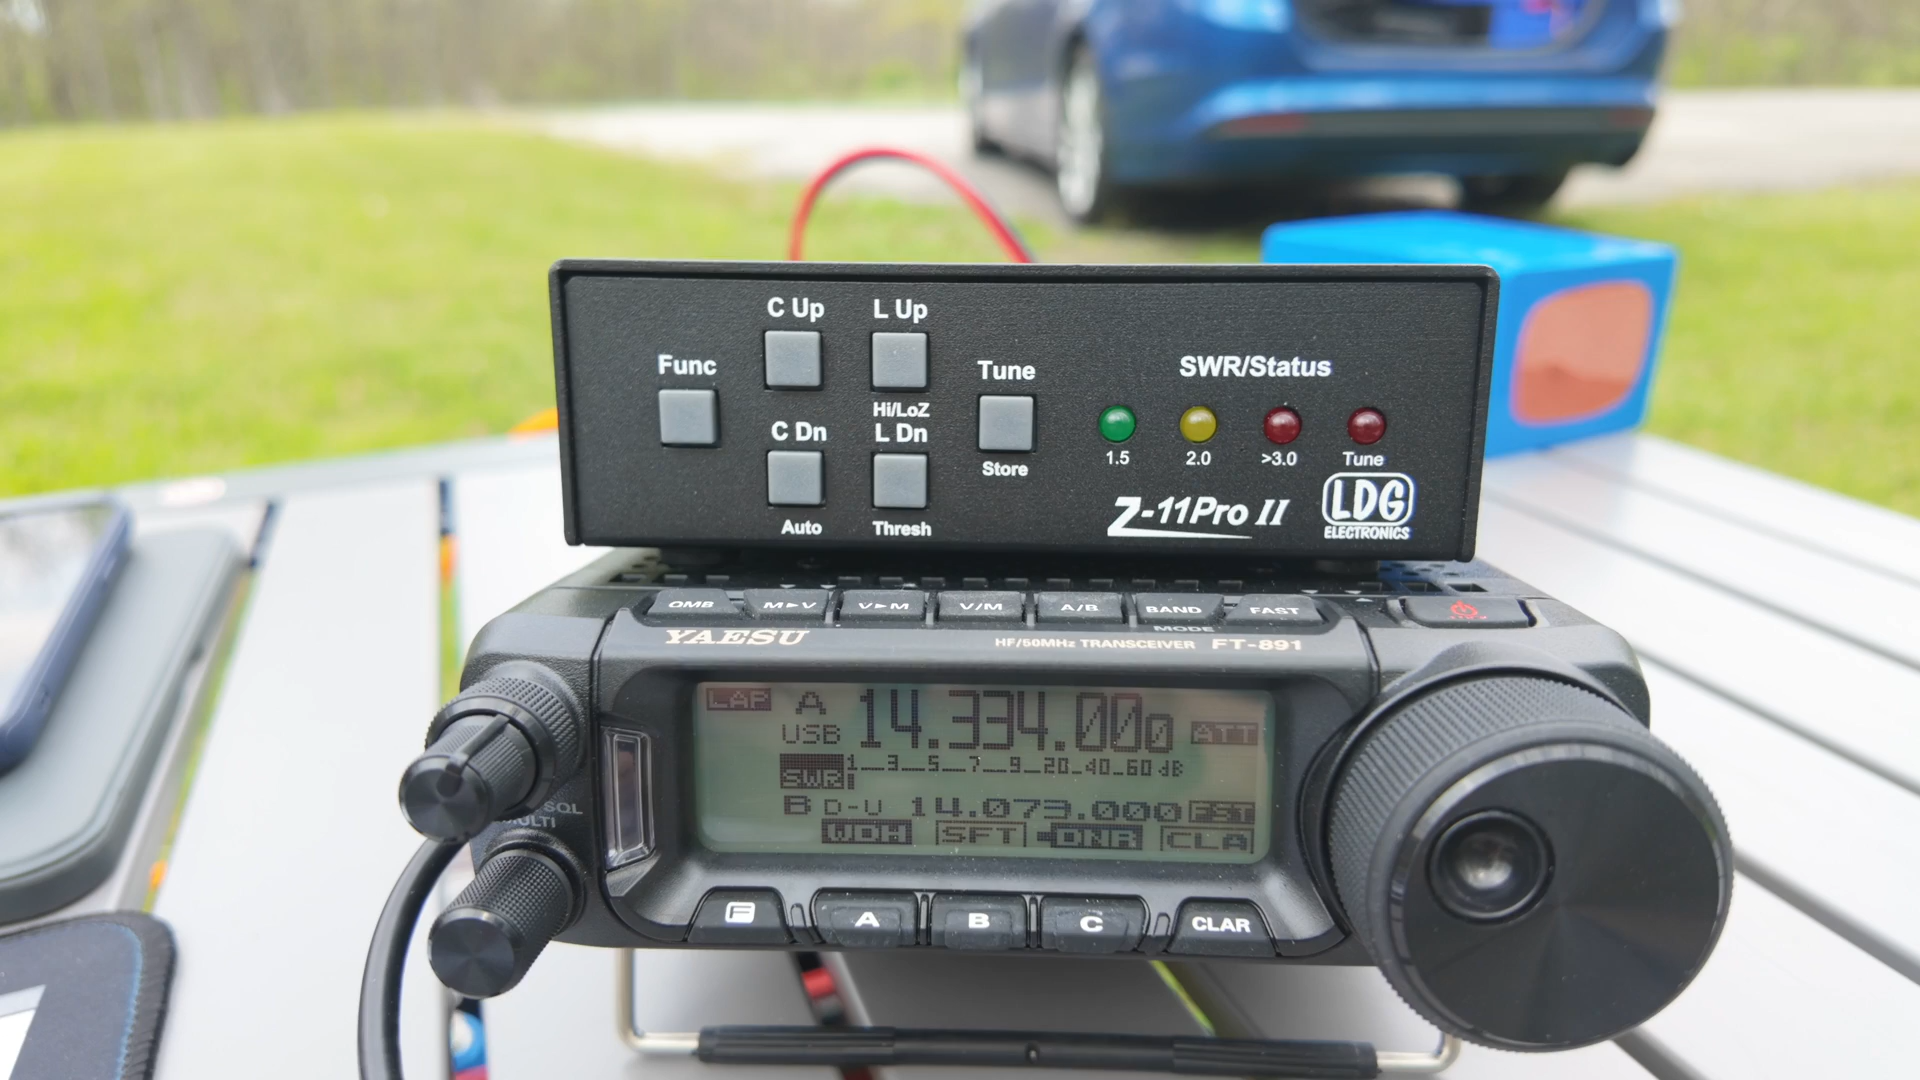 C Up L Up
Func Tune SWR/Status
Hi/LoZ
C Dn L Dn
Store 1.5 2.0 >3.0 Tune
Auto Thresh Z-11Pro II LDG
ELECTRONICS
QMB M►V V►M V/M A/B BAND FAST
MODE
YAESU HF/50MHz TRANSCEIVER FT-891
LAP A 14.334.000
USB ATT
SWR 1 3 5 7 9 20 40 60 dB
B D-U 14.073.000 FST
WDH SFT DNR CLA
SQL
MULTI
F A B C CLAR